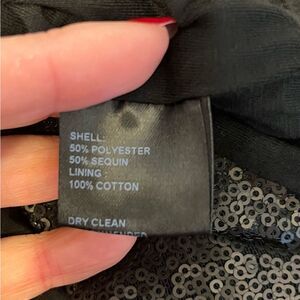 SHELL:
50% POLYESTER
50% SEQUIN
LINING :
100% COTTON
DRY CLEAN